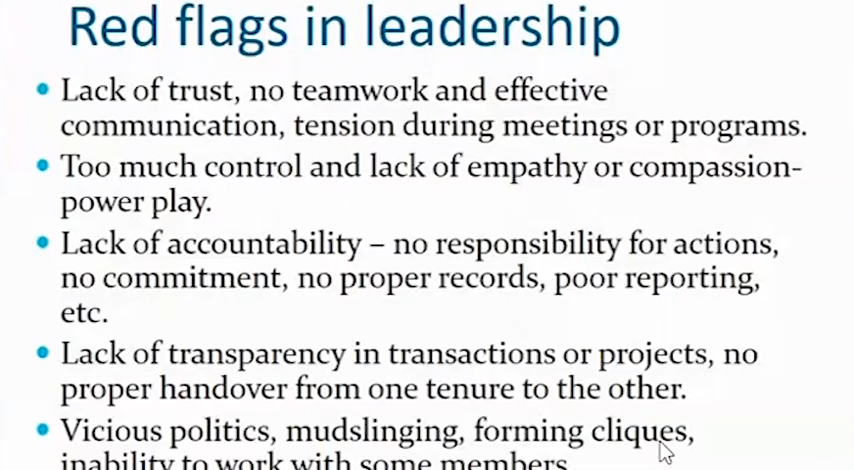 Red flags in leadership
• Lack of trust, no teamwork and effective
communication, tension during meetings or programs.
• Too much control and lack of empathy or compassion-
power play.
• Lack of accountability – no responsibility for actions,
no commitment, no proper records, poor reporting,
etc.
• Lack of transparency in transactions or projects, no
proper handover from one tenure to the other.
• Vicious politics, mudslinging, forming cliques,
inability to work with some members